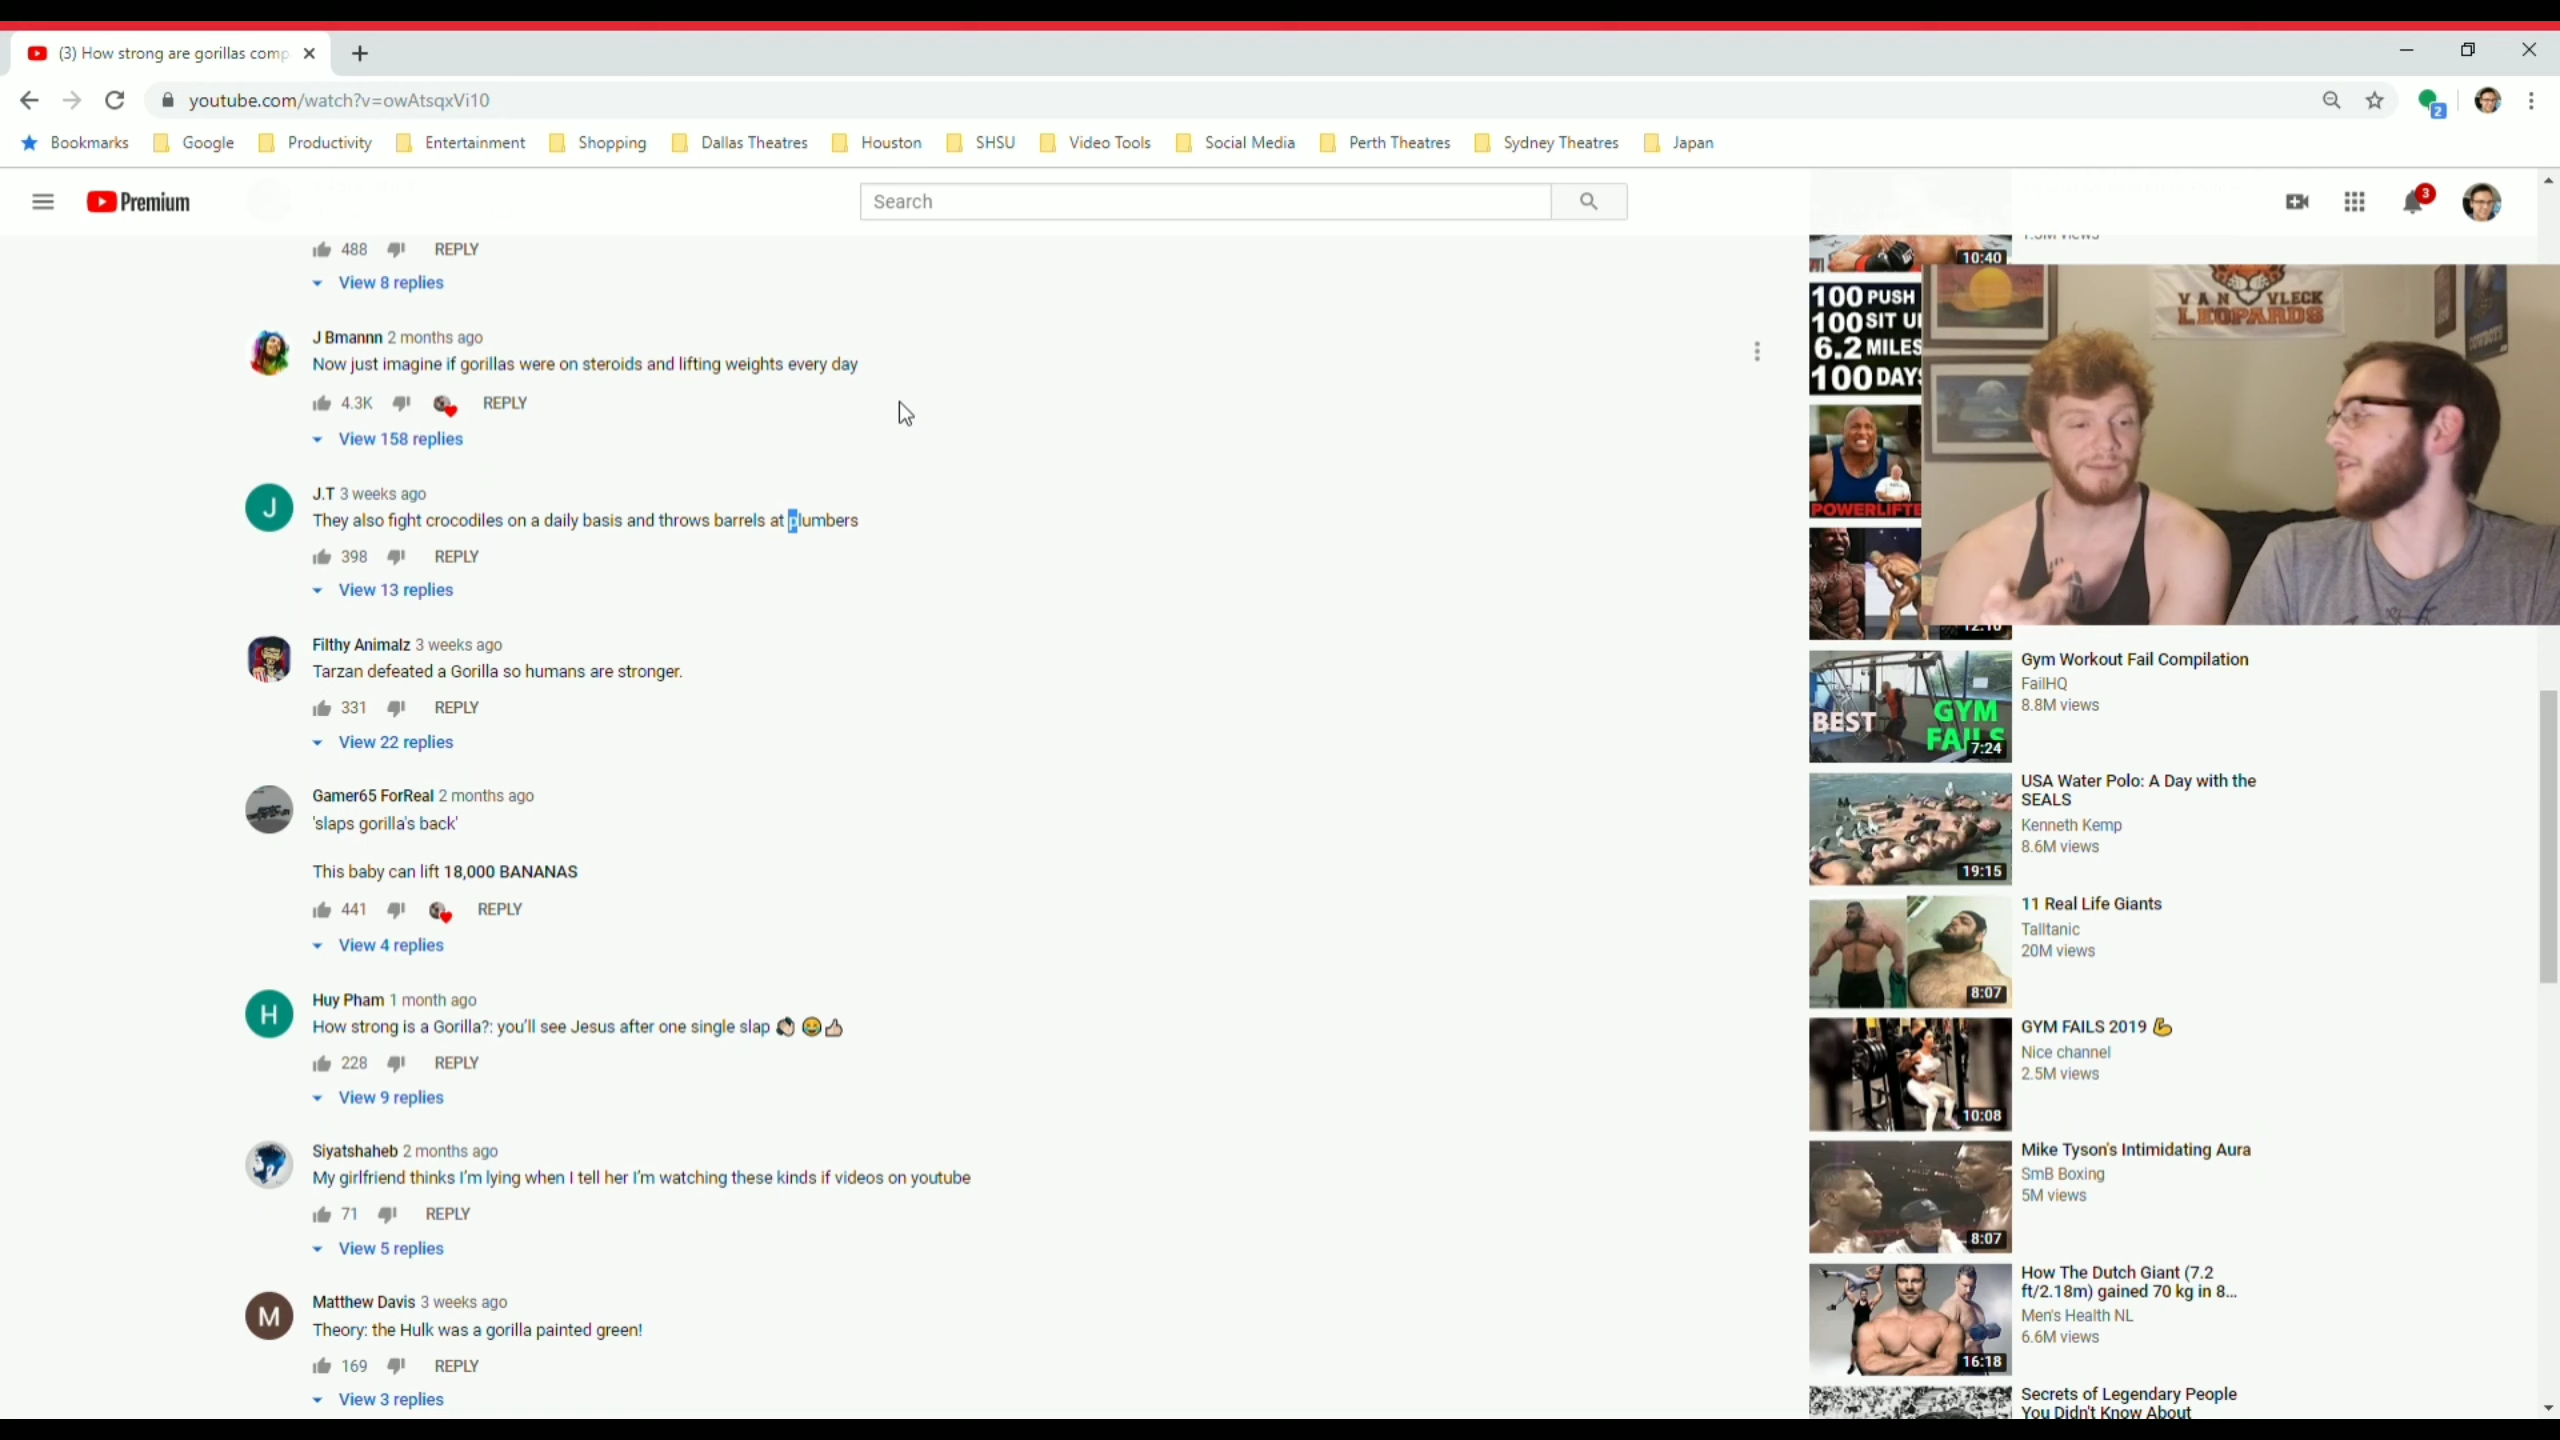 (3) How strong are gorillas comp
youtube.com/watch?v=owAtsqxVi10
2
Bookmarks Google Productivity Entertainment Shopping Dallas Theatres Houston SHSU Video Tools Social Media Perth Theatres Sydney Theatres Japan
Premium
Search
3
488 REPLY
View 8 replies
J Bmannn 2 months ago
Now just imagine if gorillas were on steroids and lifting weights every day
4.3K REPLY
View 158 replies
J
J.T 3 weeks ago
They also fight crocodiles on a daily basis and throws barrels at plumbers
398 REPLY
View 13 replies
Filthy Animalz 3 weeks ago
Tarzan defeated a Gorilla so humans are stronger.
331 REPLY
View 22 replies
Gamer65 ForReal 2 months ago
'slaps gorilla's back'
This baby can lift 18,000 BANANAS
441 REPLY
View 4 replies
H
Huy Pham 1 month ago
How strong is a Gorilla?: you'll see Jesus after one single slap 👏🏻 😂👍🏻
228 REPLY
View 9 replies
Siyatshaheb 2 months ago
My girlfriend thinks I'm lying when I tell her I'm watching these kinds if videos on youtube
71 REPLY
View 5 replies
M
Matthew Davis 3 weeks ago
Theory: the Hulk was a gorilla painted green!
169 REPLY
View 3 replies
10:40
100 PUSH
100 SIT U
6.2 MILES
100 DAYS
POWERLIFTE
VAN VLECK
LEOPARDS
COWBOYS
12:10
BEST
GYM
FAILS
7:24
Gym Workout Fail Compilation
FailHQ
8.8M views
19:15
USA Water Polo: A Day with the
SEALS
Kenneth Kemp
8.6M views
8:07
11 Real Life Giants
Talltanic
20M views
10:08
GYM FAILS 2019 💪
Nice channel
2.5M views
8:07
Mike Tyson's Intimidating Aura
SmB Boxing
5M views
16:18
How The Dutch Giant (7.2
ft/2.18m) gained 70 kg in 8...
Men's Health NL
6.6M views
Secrets of Legendary People
You Didn't Know About